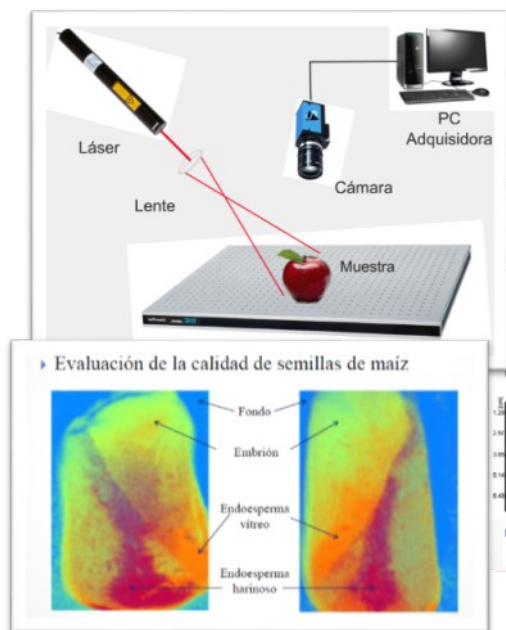 Láser
Lente
PC
Adquisidora
Cámara
Muestra
Evaluación de la calidad de semillas de maíz
Fondo
Embrión
Endoesperma
vítreo
Endoesperma
harinoso